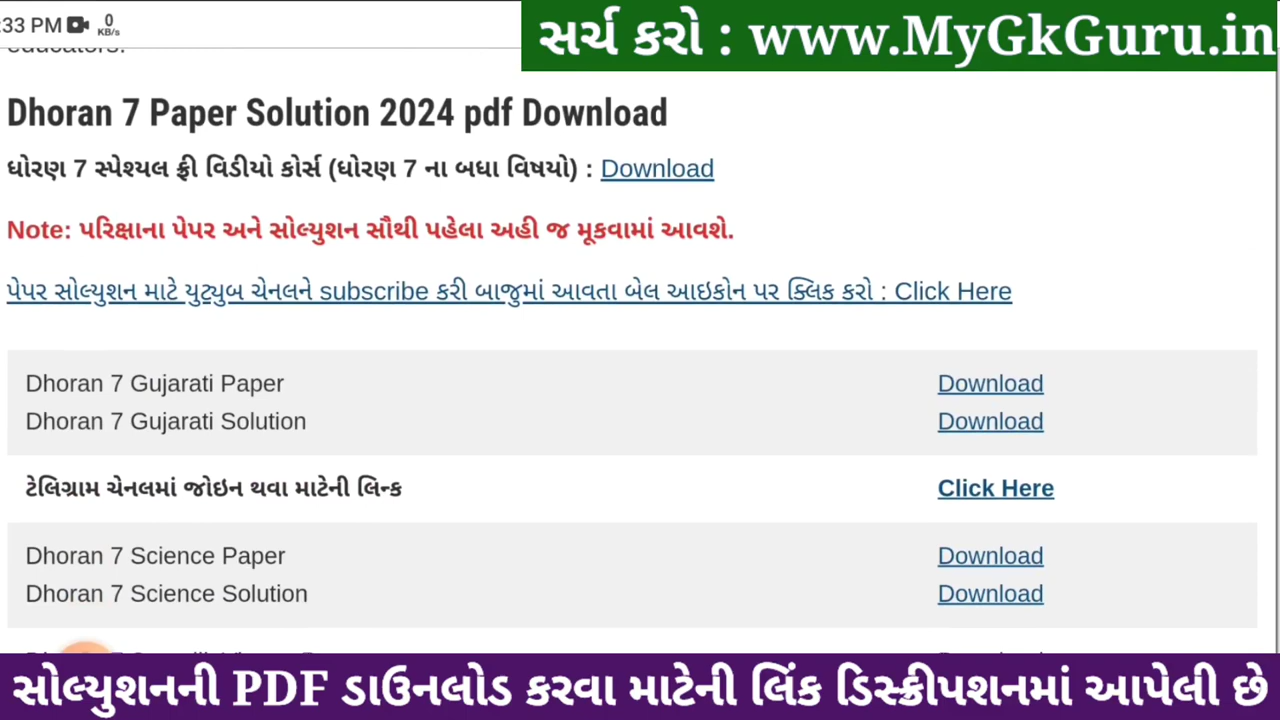 :33 PM 0 KB/s
સર્ચ કરો : www.MyGkGuru.in
educators.
Dhoran 7 Paper Solution 2024 pdf Download
ધોરણ 7 સ્પેશ્યલ ફ્રી વિડીયો કોર્સ (ધોરણ 7 ના બધા વિષયો) : Download
Note: પરિક્ષાના પેપર અને સોલ્યુશન સૌથી પહેલા અહી જ મૂકવામાં આવશે.
પેપર સોલ્યુશન માટે યુટ્યુબ ચેનલને subscribe કરી બાજુમાં આવતા બેલ આઇકોન પર ક્લિક કરો : Click Here
Dhoran 7 Gujarati Paper Download
Dhoran 7 Gujarati Solution Download
ટેલિગ્રામ ચેનલમાં જોઇન થવા માટેની લિન્ક Click Here
Dhoran 7 Science Paper Download
Dhoran 7 Science Solution Download
સોલ્યુશનની PDF ડાઉનલોડ કરવા માટેની લિંક ડિસ્ક્રીપશનમાં આપેલી છે